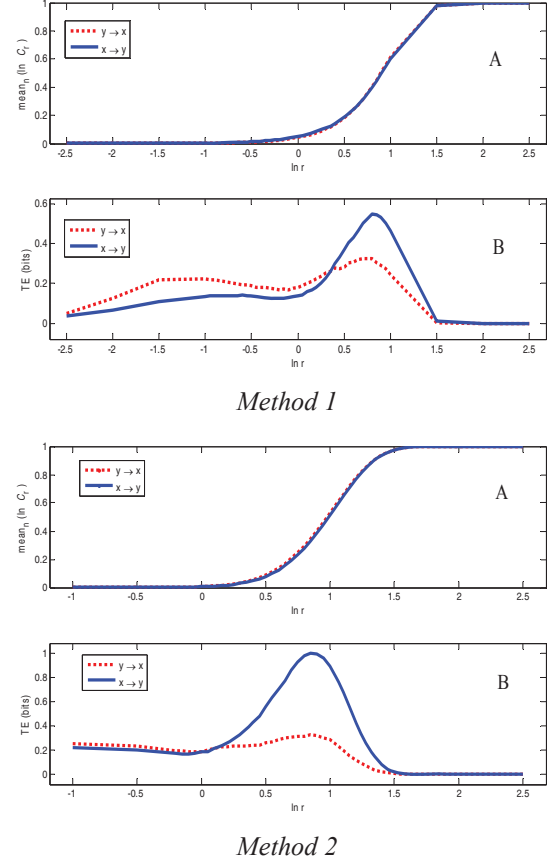 1
0.8
0.6
0.4
0.2
0
mean_n (ln C_r)
y → x
x → y
A
-2.5 -2 -1.5 -1 -0.5 0 0.5 1 1.5 2 2.5
ln r
0.6
0.4
0.2
0
TE (bits)
y → x
x → y
B
-2.5 -2 -1.5 -1 -0.5 0 0.5 1 1.5 2 2.5
ln r
Method 1
1
0.8
0.6
0.4
0.2
0
mean_n (ln C_r)
y → x
x → y
A
-1 -0.5 0 0.5 1 1.5 2 2.5
ln r
1
0.8
0.6
0.4
0.2
0
TE (bits)
y → x
x → y
B
-1 -0.5 0 0.5 1 1.5 2 2.5
ln r
Method 2